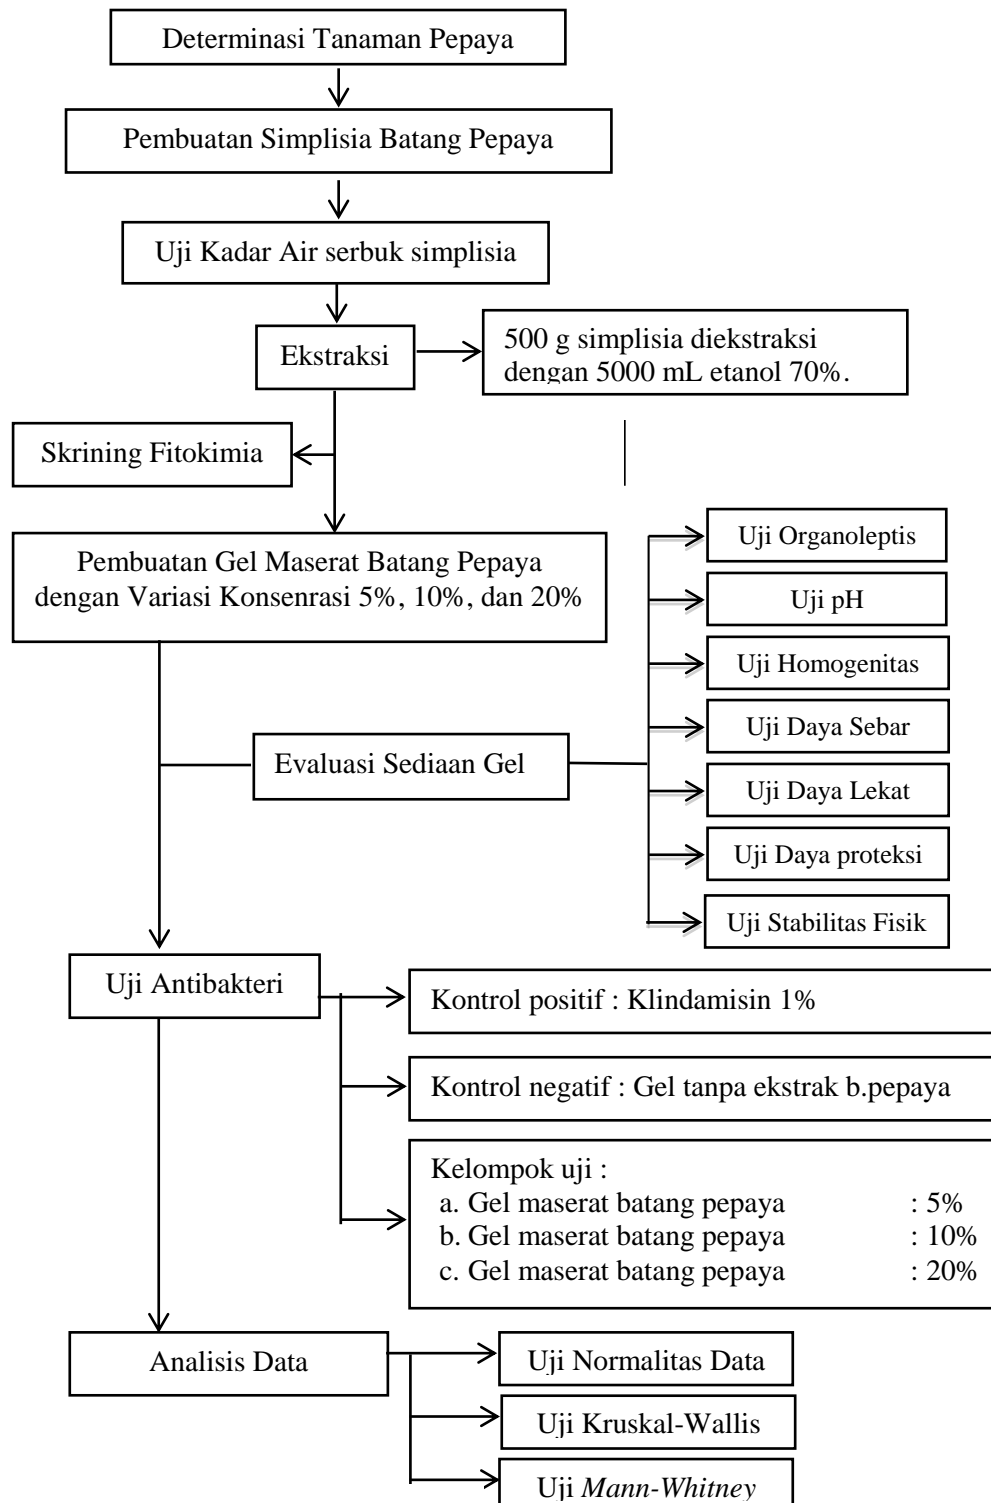 Determinasi Tanaman Pepaya
Pembuatan Simplisia Batang Pepaya
Uji Kadar Air serbuk simplisia
Ekstraksi
500 g simplisia diekstraksi
dengan 5000 mL etanol 70%.
Skrining Fitokimia
Pembuatan Gel Maserat Batang Pepaya
dengan Variasi Konsenrasi 5%, 10%, dan 20%
Uji Organoleptis
Uji pH
Uji Homogenitas
Uji Daya Sebar
Evaluasi Sediaan Gel
Uji Daya Lekat
Uji Daya proteksi
Uji Stabilitas Fisik
Uji Antibakteri
Kontrol positif : Klindamisin 1%
Kontrol negatif : Gel tanpa ekstrak b.pepaya
Kelompok uji :
a. Gel maserat batang pepaya : 5%
b. Gel maserat batang pepaya : 10%
c. Gel maserat batang pepaya : 20%
Analisis Data
Uji Normalitas Data
Uji Kruskal-Wallis
Uji Mann-Whitney